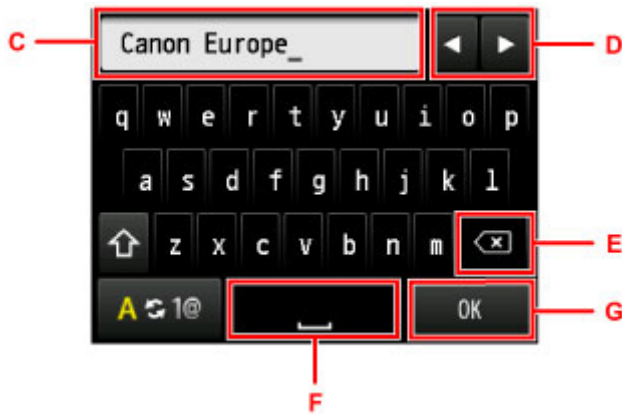 C Canon Europe_ ◄ ► D
q w e r t y u i o p
a s d f g h j k l
z x c v b n m E
A 1@ OK G
F